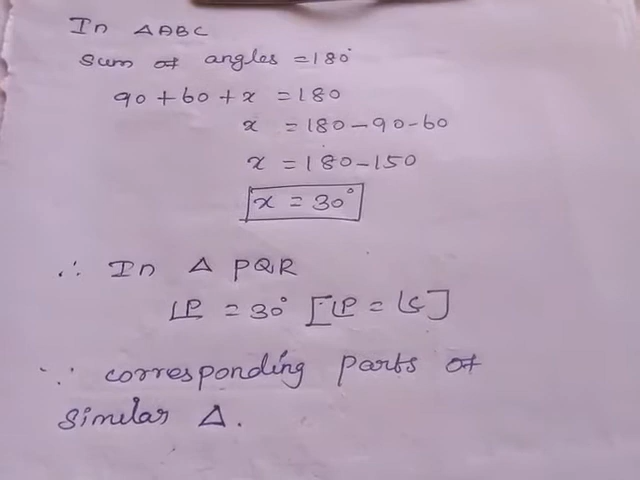 In △ABC
Sum of angles = 180°
90 + 60 + x = 180
x = 180 - 90 - 60
x = 180 - 150
x = 30°
∴ In △ PQR
∠P = 30° [∠P = ∠C]
∵ corresponding parts of
similar △.